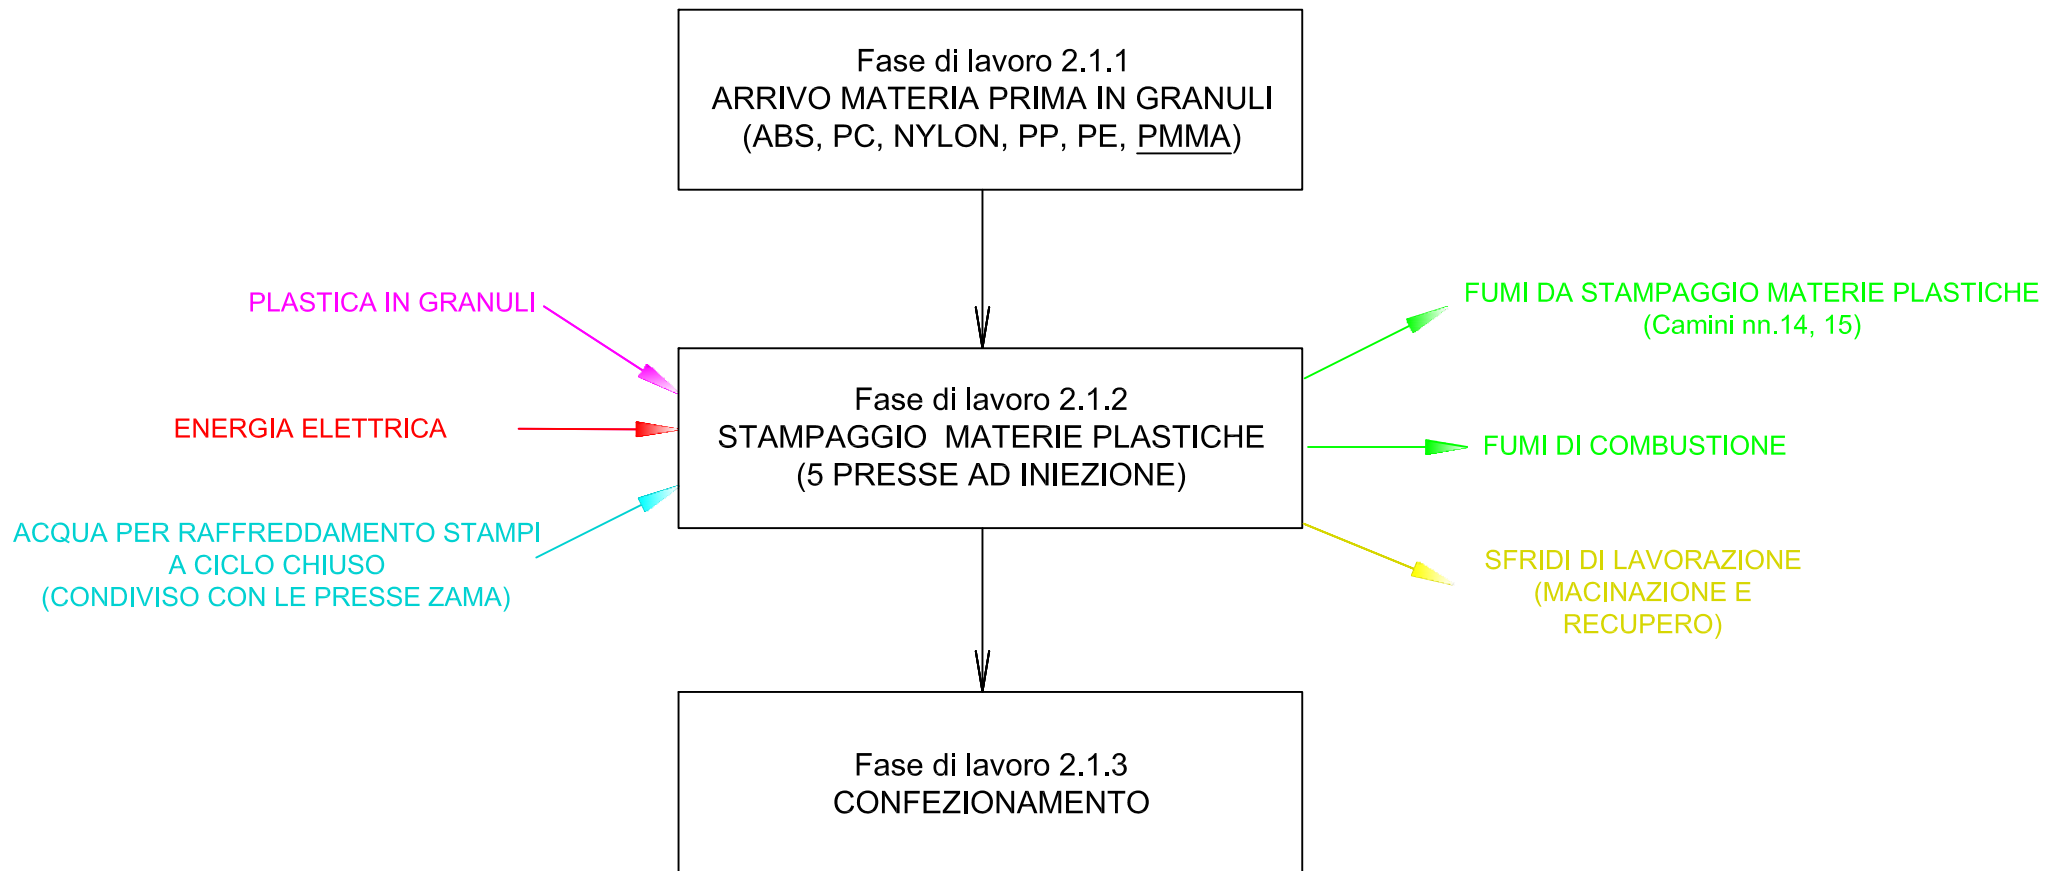 Fase di lavoro 2.1.1
ARRIVO MATERIA PRIMA IN GRANULI
(ABS, PC, NYLON, PP, PE, PMMA)
PLASTICA IN GRANULI
ENERGIA ELETTRICA
ACQUA PER RAFFREDDAMENTO STAMPI
A CICLO CHIUSO
(CONDIVISO CON LE PRESSE ZAMA)
Fase di lavoro 2.1.2
STAMPAGGIO  MATERIE PLASTICHE
(5 PRESSE AD INIEZIONE)
FUMI DA STAMPAGGIO MATERIE PLASTICHE
(Camini nn.14, 15)
FUMI DI COMBUSTIONE
SFRIDI DI LAVORAZIONE
(MACINAZIONE E
RECUPERO)
Fase di lavoro 2.1.3
CONFEZIONAMENTO